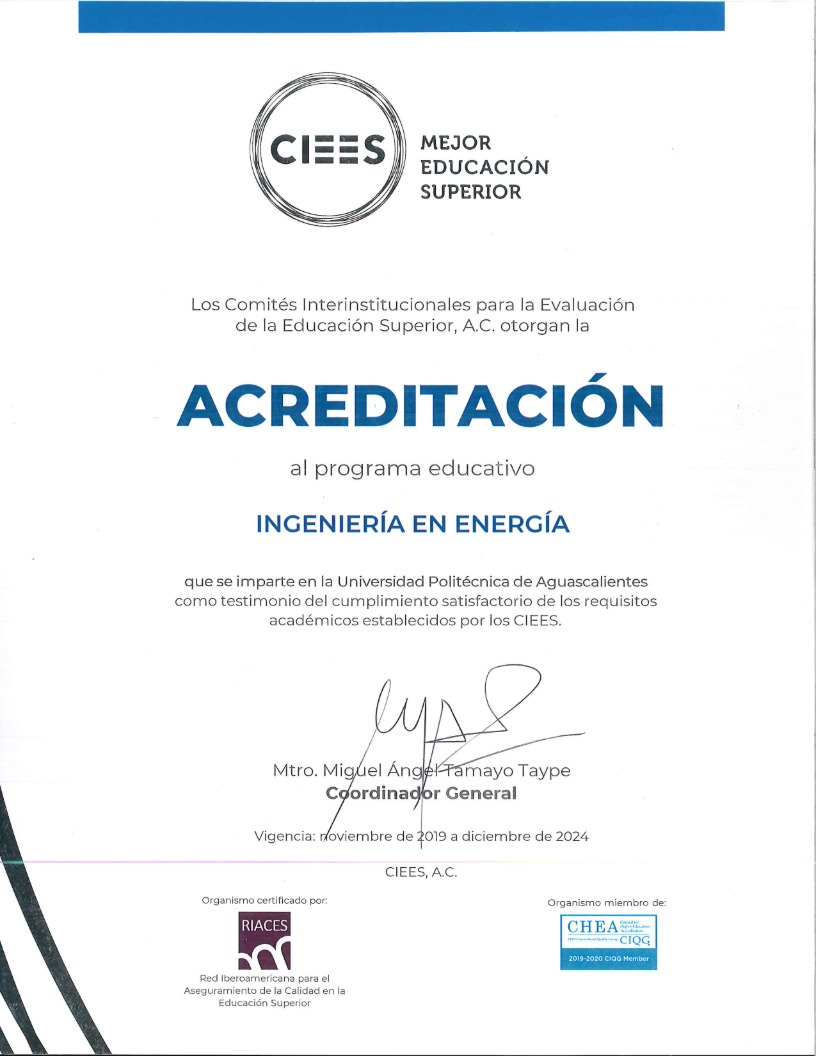 CIEES
MEJOR
EDUCACIÓN
SUPERIOR
Los Comités Interinstitucionales para la Evaluación
de la Educación Superior, A.C. otorgan la
ACREDITACIÓN
al programa educativo
INGENIERÍA EN ENERGÍA
que se imparte en la Universidad Politécnica de Aguascalientes
como testimonio del cumplimiento satisfactorio de los requisitos
académicos establecidos por los CIEES.
Mtro. Miguel Ángel Tamayo Taype
Coordinador General
Vigencia: noviembre de 2019 a diciembre de 2024
CIEES, A.C.
Organismo certificado por:
RIACES
Red Iberoamericana para el
Aseguramiento de la Calidad en la
Educación Superior
Organismo miembro de:
CHEA
CIQG
2019-2020 CIQG Member